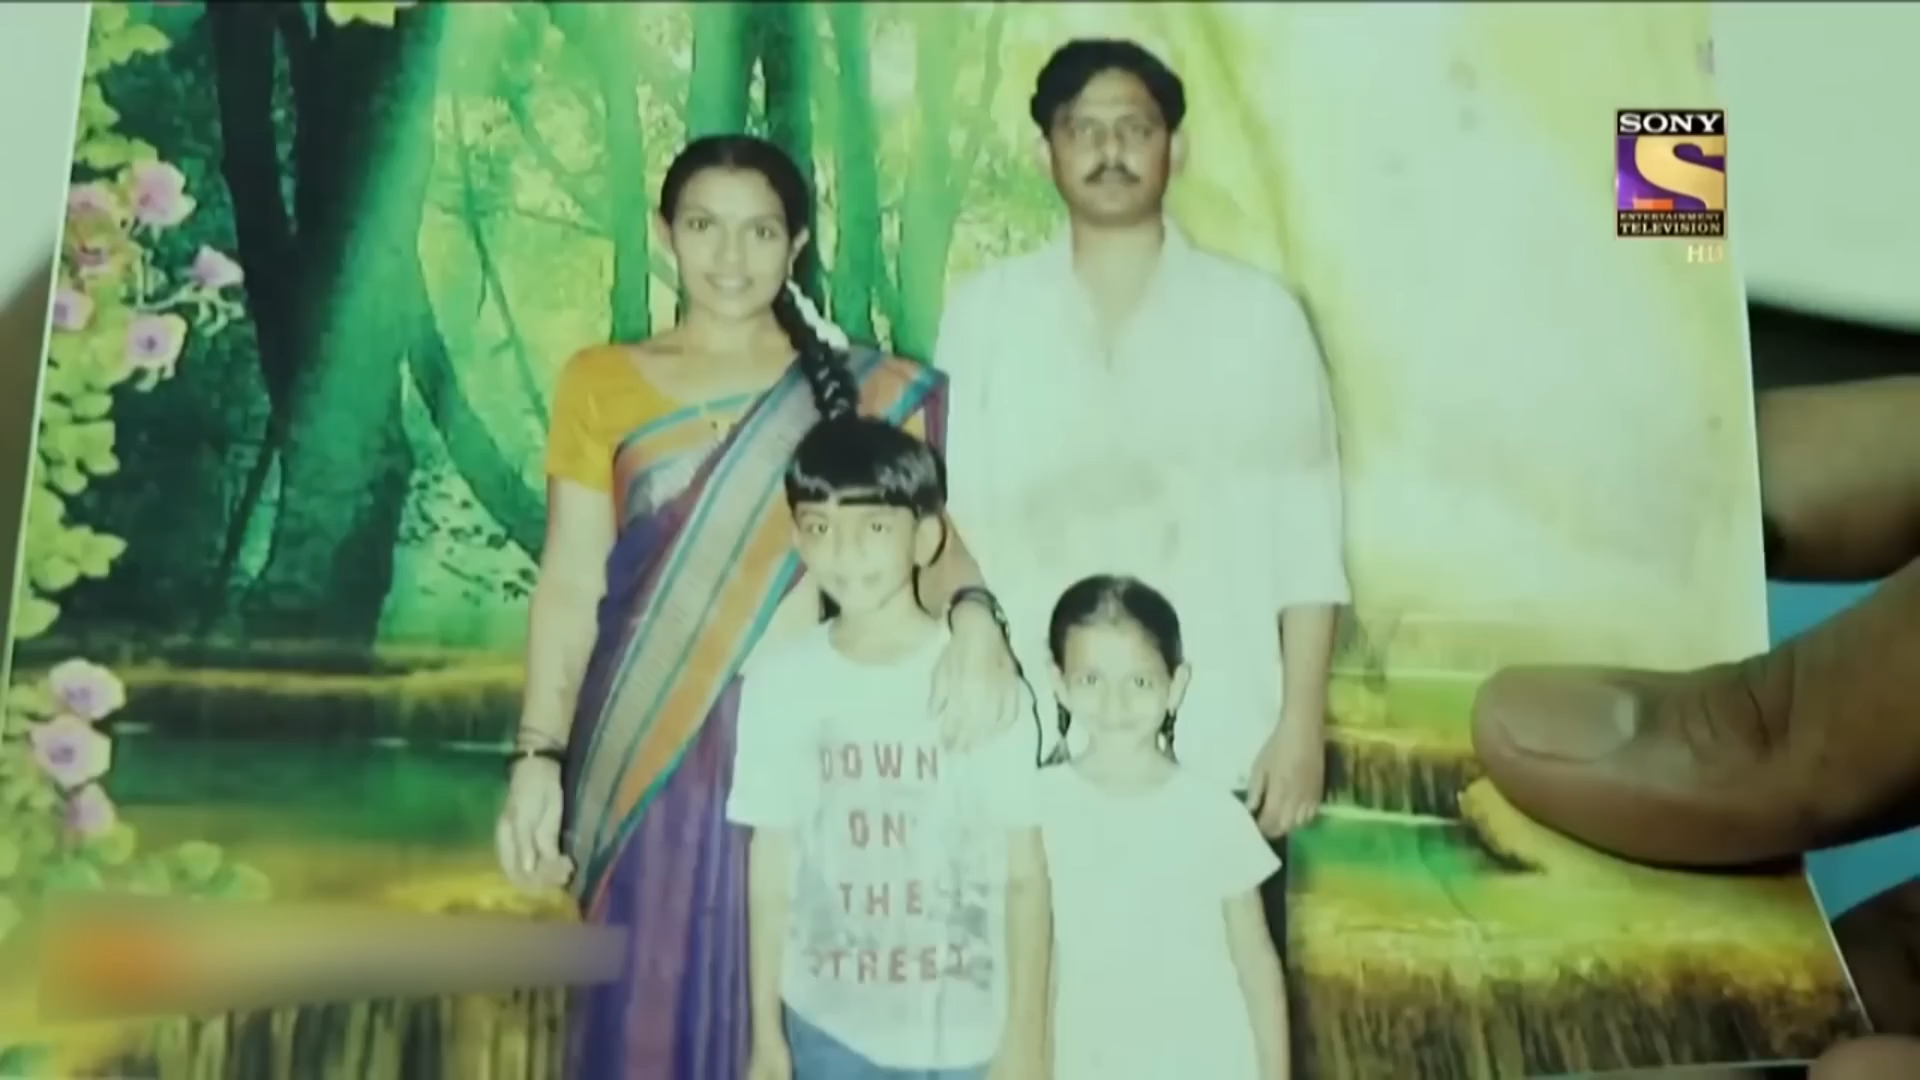 SONY
ENTERTAINMENT
TELEVISION
HD
DOWN
ON
THE
STREET